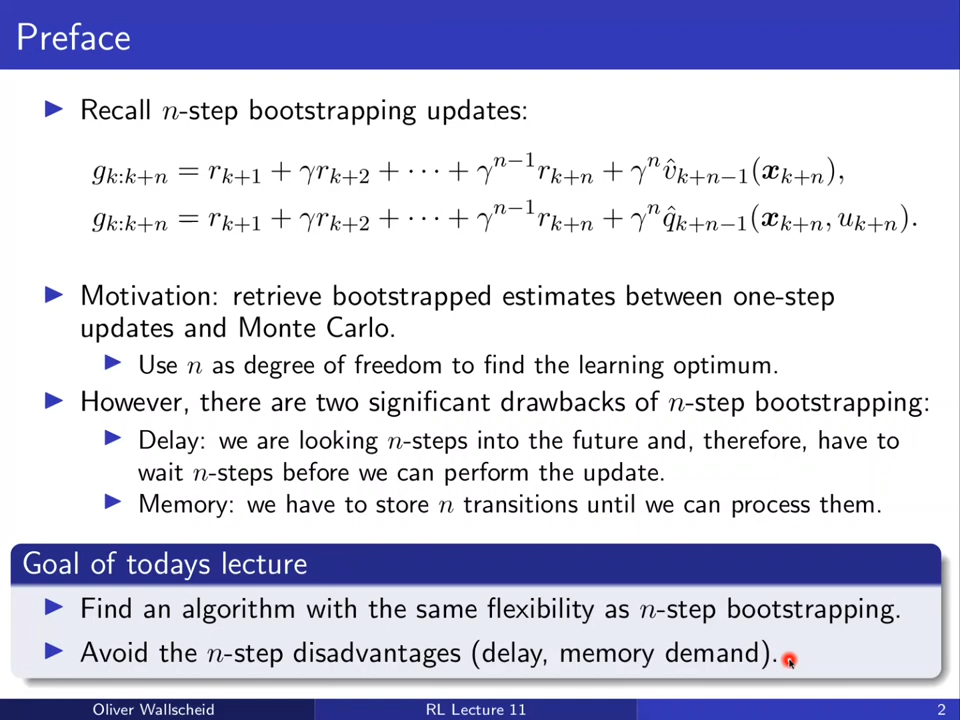 Preface
▶ Recall n-step bootstrapping updates:
g_{k:k+n} = r_{k+1} + γr_{k+2} + ··· + γ^{n−1}r_{k+n} + γ^n v̂_{k+n−1}(x_{k+n}),
g_{k:k+n} = r_{k+1} + γr_{k+2} + ··· + γ^{n−1}r_{k+n} + γ^n q̂_{k+n−1}(x_{k+n}, u_{k+n}).
▶ Motivation: retrieve bootstrapped estimates between one-step
updates and Monte Carlo.
▶ Use n as degree of freedom to find the learning optimum.
▶ However, there are two significant drawbacks of n-step bootstrapping:
▶ Delay: we are looking n-steps into the future and, therefore, have to
wait n-steps before we can perform the update.
▶ Memory: we have to store n transitions until we can process them.
Goal of todays lecture
▶ Find an algorithm with the same flexibility as n-step bootstrapping.
▶ Avoid the n-step disadvantages (delay, memory demand).
Oliver Wallscheid RL Lecture 11 2